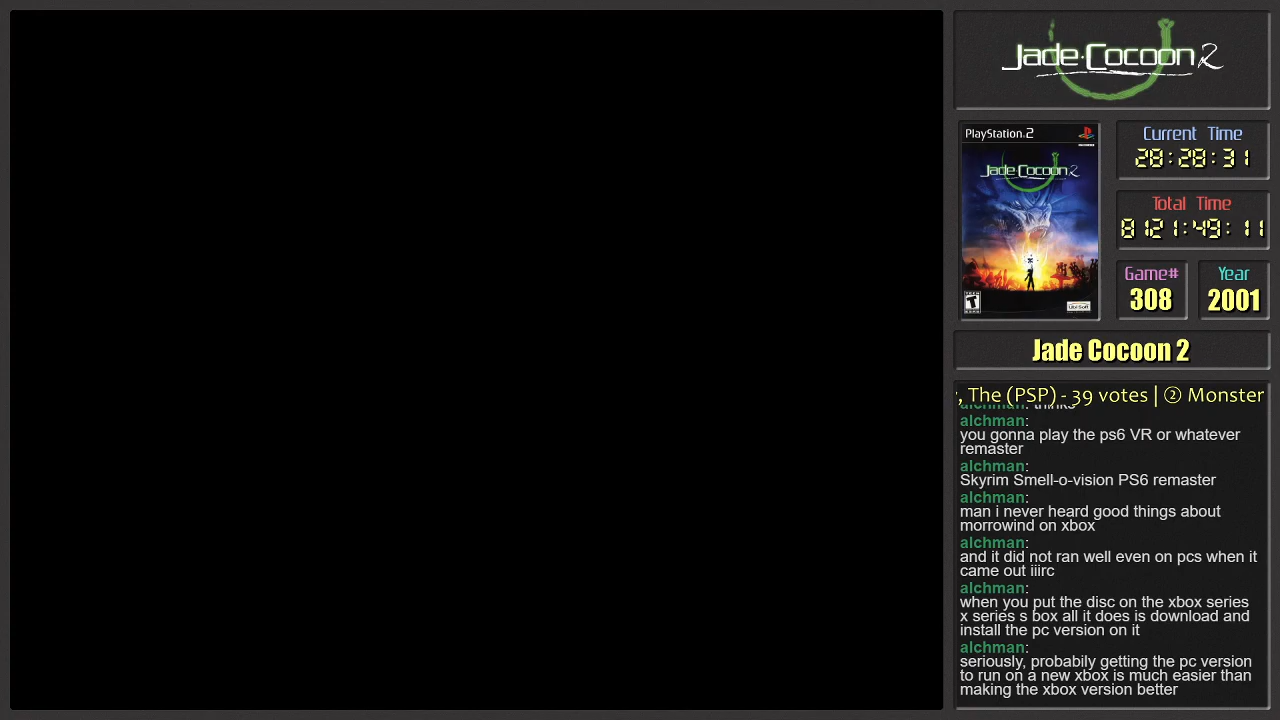 Jade Cocoon 2
PlayStation.2
Jade Cocoon 2
Current Time
28:28:31
Total Time
8121:49:11
Game# Year
308 2001
Jade Cocoon 2
, The (PSP) - 39 votes | ② Monster
alchman: thinks
alchman:
you gonna play the ps6 VR or whatever
remaster
alchman:
Skyrim Smell-o-vision PS6 remaster
alchman:
man i never heard good things about
morrowind on xbox
alchman:
and it did not ran well even on pcs when it
came out iiirc
alchman:
when you put the disc on the xbox series
x series s box all it does is download and
install the pc version on it
alchman:
seriously, probabily getting the pc version
to run on a new xbox is much easier than
making the xbox version better